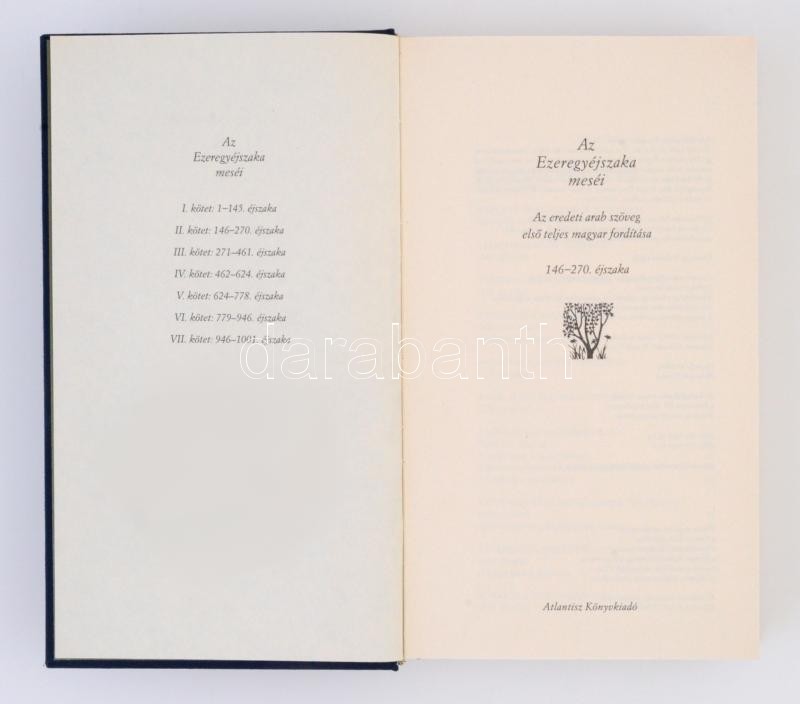 Az
Ezeregyéjszaka
meséi
I. kötet: 1–145. éjszaka
II. kötet: 146–270. éjszaka
III. kötet: 271–461. éjszaka
IV. kötet: 462–624. éjszaka
V. kötet: 624–778. éjszaka
VI. kötet: 779–946. éjszaka
VII. kötet: 946–1001. éjszaka
Az
Ezeregyéjszaka
meséi
Az eredeti arab szöveg
első teljes magyar fordítása
146–270. éjszaka
darabanth
Atlantisz Könyvkiadó